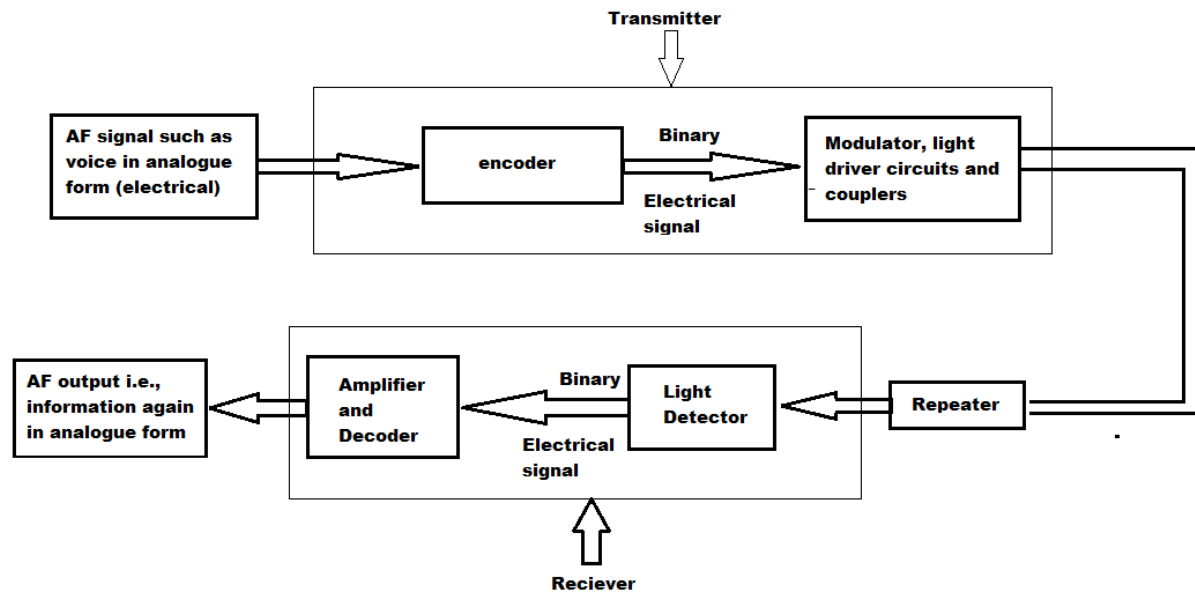 Transmitter
AF signal such as
voice in analogue
form (electrical)
encoder
Binary
Electrical
signal
Modulator, light
driver circuits and
couplers
AF output i.e.,
information again
in analogue form
Amplifier
and
Decoder
Binary
Electrical
signal
Light
Detector
Repeater
Reciever